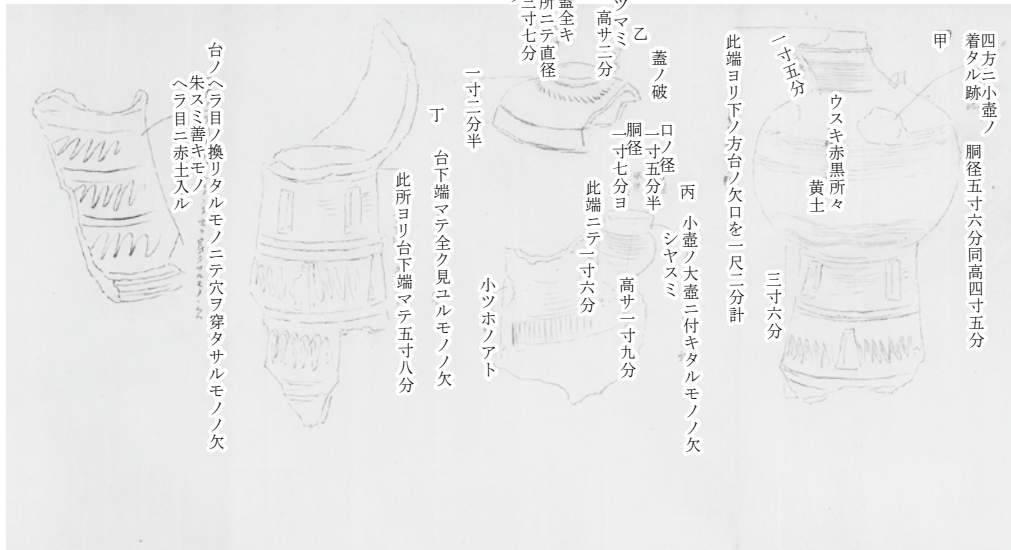 四方ニ小壺ノ
着タル跡
胴径五寸六分同高四寸五分
甲
一寸五分
ウスキ赤黒所々
黄土
三寸六分
此端ヨリ下ノ方台ノ欠口を一尺二分計
乙
蓋ノ破
ツマミ
高サ二分
蓋全キ
所ニテ直径
三寸七分
一寸二分半
丙
小壺ノ大壺ニ付キタルモノノ欠
シヤスミ
口ノ径
一寸五分半
胴径
一寸七分ヨ
高サ一寸九分
此端ニテ一寸六分
小ツホノアト
丁
台下端マテ全ク見ユルモノノ欠
此所ヨリ台下端マテ五寸八分
台ノヘラ目ノ換リタルモノニテ穴ヲ穿タサルモノノ欠
朱スミ善キモノ
ヘラ目ニ赤土入ル